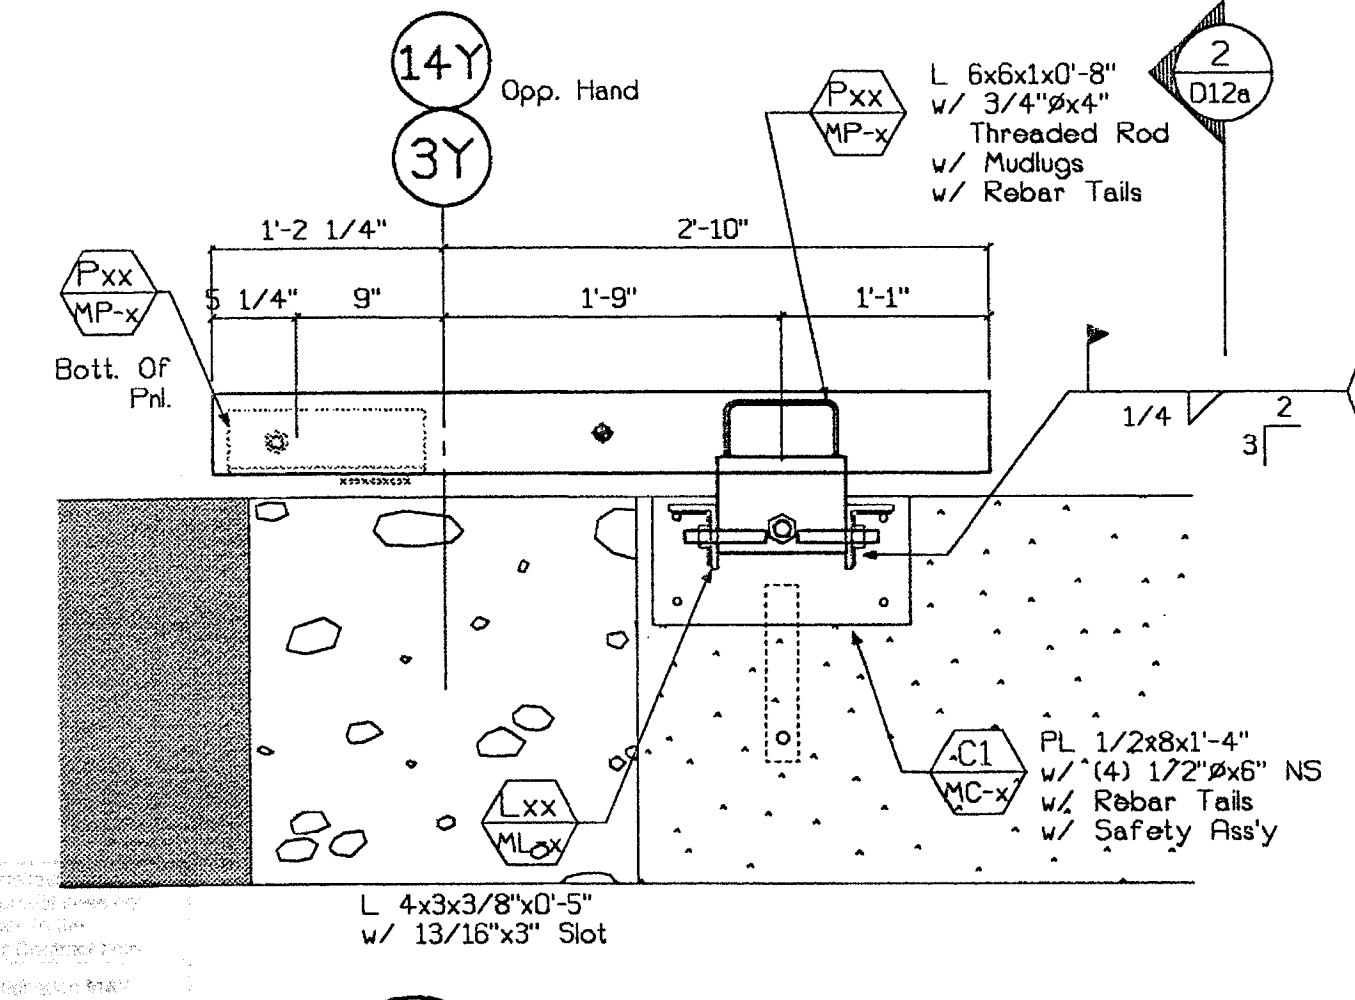 14Y
Opp. Hand
3Y
Pxx
MP-x
L 6x6x1x0'-8"
w/ 3/4"Øx4"
Threaded Rod
w/ Mudlugs
w/ Rebar Tails
2
D12a
1'-2 1/4"
2'-10"
Pxx
MP-x
5 1/4"
9"
1'-9"
1'-1"
Bott. Of
Pnl.
1/4
2
3
C1
MC-x
PL 1/2x8x1'-4"
w/ (4) 1/2"Øx6" NS
w/ Rebar Tails
w/ Safety Ass'y
Lxx
ML-x
L 4x3x3/8"x0'-5"
w/ 13/16"x3" Slot